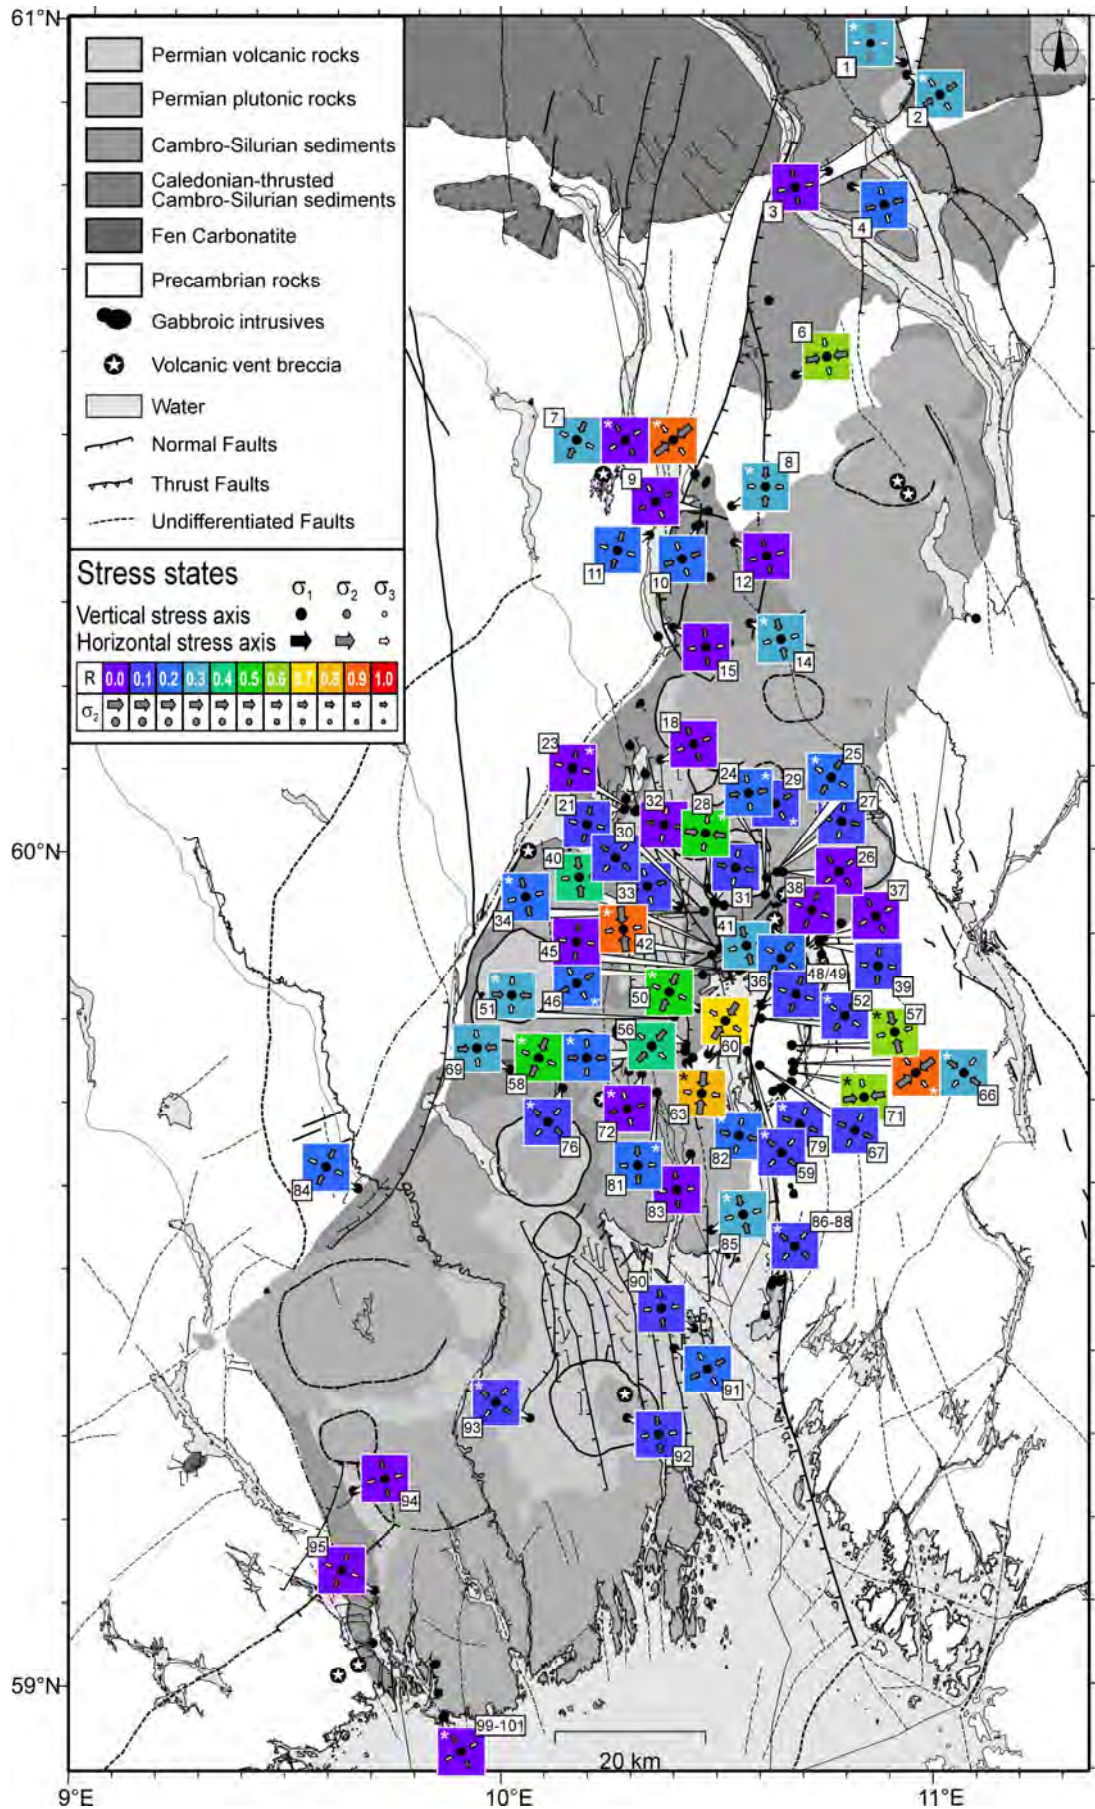 61°N
60°N
59°N
9°E
10°E
11°E
N
Permian volcanic rocks
Permian plutonic rocks
Cambro-Silurian sediments
Caledonian-thrusted
Cambro-Silurian sediments
Fen Carbonatite
Precambrian rocks
Gabbroic intrusives
Volcanic vent breccia
Water
Normal Faults
Thrust Faults
Undifferentiated Faults
Stress states
σ1 σ2 σ3
Vertical stress axis
Horizontal stress axis
R 0.0 0.1 0.2 0.3 0.4 0.5 0.6 0.7 0.8 0.9 1.0
σ2
1
2
3
4
6
7
8
9
10
11
12
14
15
18
23
24
25
29
21
32
28
27
30
40
26
33
31
38
37
34
41
42
45
36
48/49
39
46
50
51
52
57
56
60
69
58
66
63
71
72
76
82
79
67
59
84
81
83
85
86-88
90
91
93
92
94
95
99-101
20 km